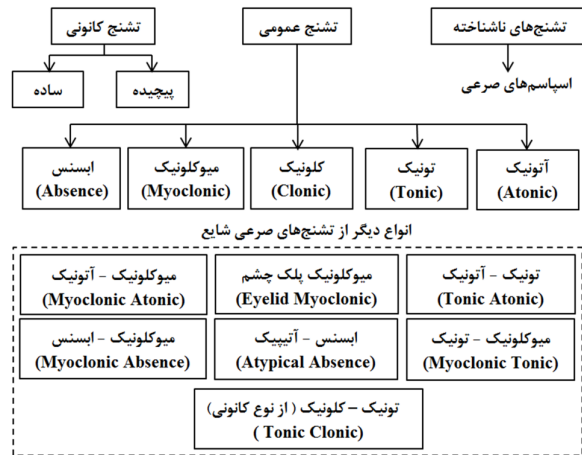 تشنج‌های ناشناخته
تشنج عمومی
تشنج کانونی
اسپاسم‌های صرعی
پیچیده
ساده
آتونیک
(Atonic)
تونیک
(Tonic)
کلونیک
(Clonic)
میوکلونیک
(Myoclonic)
ابسنس
(Absence)
انواع دیگر از تشنج‌های صرعی شایع
تونیک – آتونیک
(Tonic Atonic)
میوکلونیک پلک چشم
(Eyelid Myoclonic)
میوکلونیک – آتونیک
(Myoclonic Atonic)
میوکلونیک – تونیک
(Myoclonic Tonic)
ابسنس – آتیپیک
(Atypical Absence)
میوکلونیک – ابسنس
(Myoclonic Absence)
تونیک – کلونیک ( از نوع کانونی)
( Tonic Clonic)